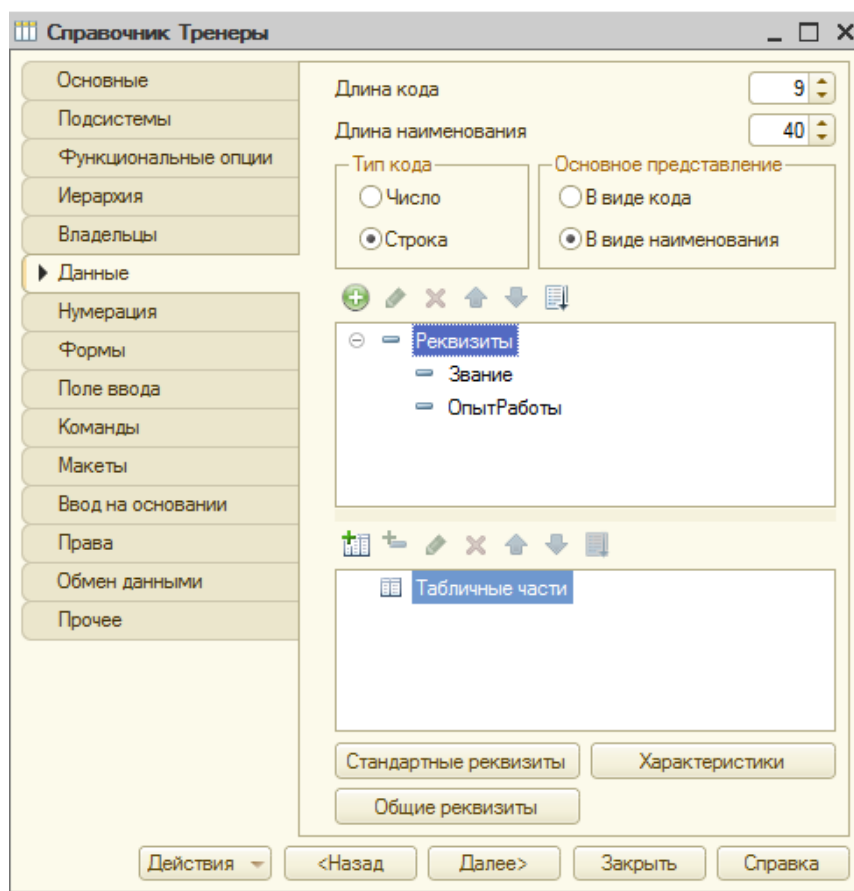 Справочник Тренеры
Основные
Подсистемы
Функциональные опции
Иерархия
Владельцы
Данные
Нумерация
Формы
Поле ввода
Команды
Макеты
Ввод на основании
Права
Обмен данными
Прочее
Длина кода 9
Длина наименования 40
Тип кода Основное представление
Число В виде кода
Строка В виде наименования
Реквизиты
Звание
ОпытРаботы
Табличные части
Стандартные реквизиты Характеристики
Общие реквизиты
Действия <Назад Далее> Закрыть Справка